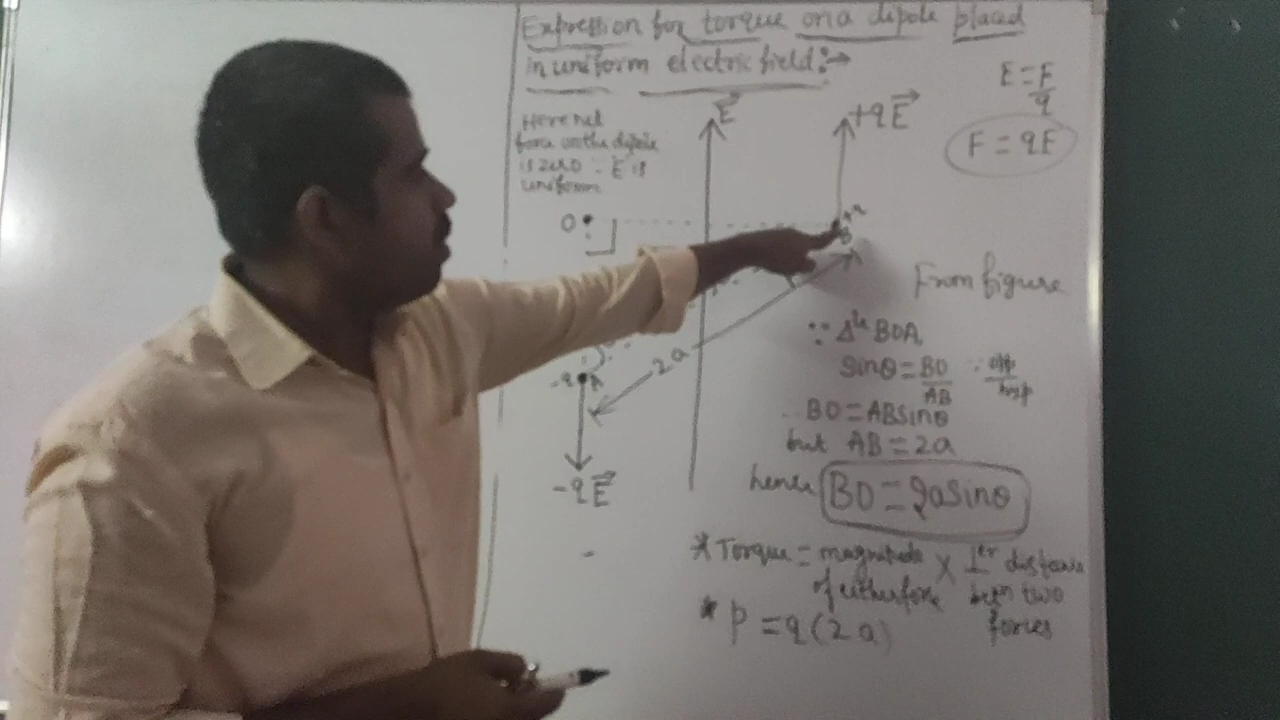 Expression for torque on a dipole placed
in uniform electric field:→
E = F/q
F = qE
Here net
force on the dipole
is zero ∵ E is
uniform
E⃗
+qE⃗
O
From figure
∵ Δle BOA
sinθ = BO/AB ∵ opp/hyp
∴ BO = ABsinθ
but AB = 2a
hence BO = 2asinθ
2a
-q A
-qE⃗
* Torque = magnitude × ⊥er distance
of either force betn two
forces
* P = q(2a)